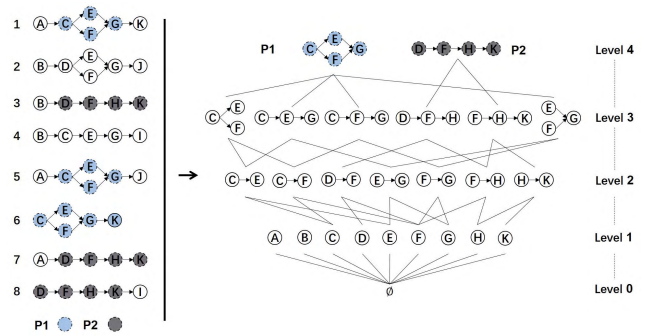 1 A C E F G K
2 B D E F G J
3 B D F H K
4 B C E G I
5 A C E F G J
6 C E F G K
7 A D F H K
8 D F H K I
P1 P2
P1 C E F G D F H K P2 Level 4
C E F C E G C F G D F H F H K E F G Level 3
C E C F D F E G F G F H H K Level 2
A B C D E F G H K Level 1
∅ Level 0